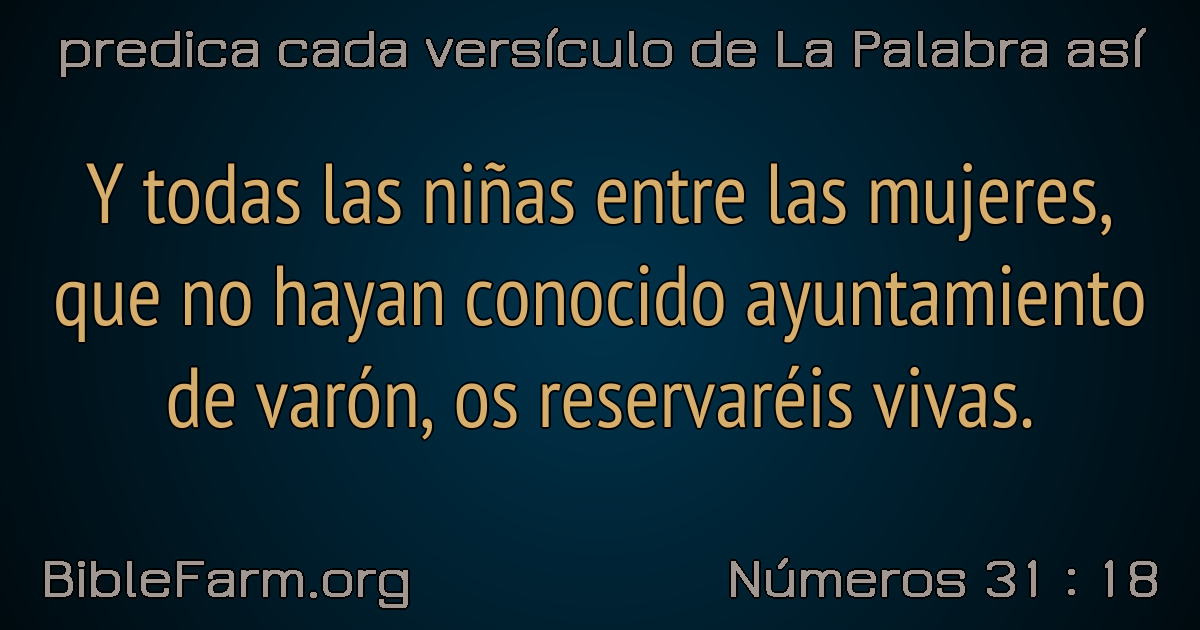 predica cada versículo de La Palabra así
Y todas las niñas entre las mujeres,
que no hayan conocido ayuntamiento
de varón, os reservaréis vivas.
BibleFarm.org
Números 31 : 18